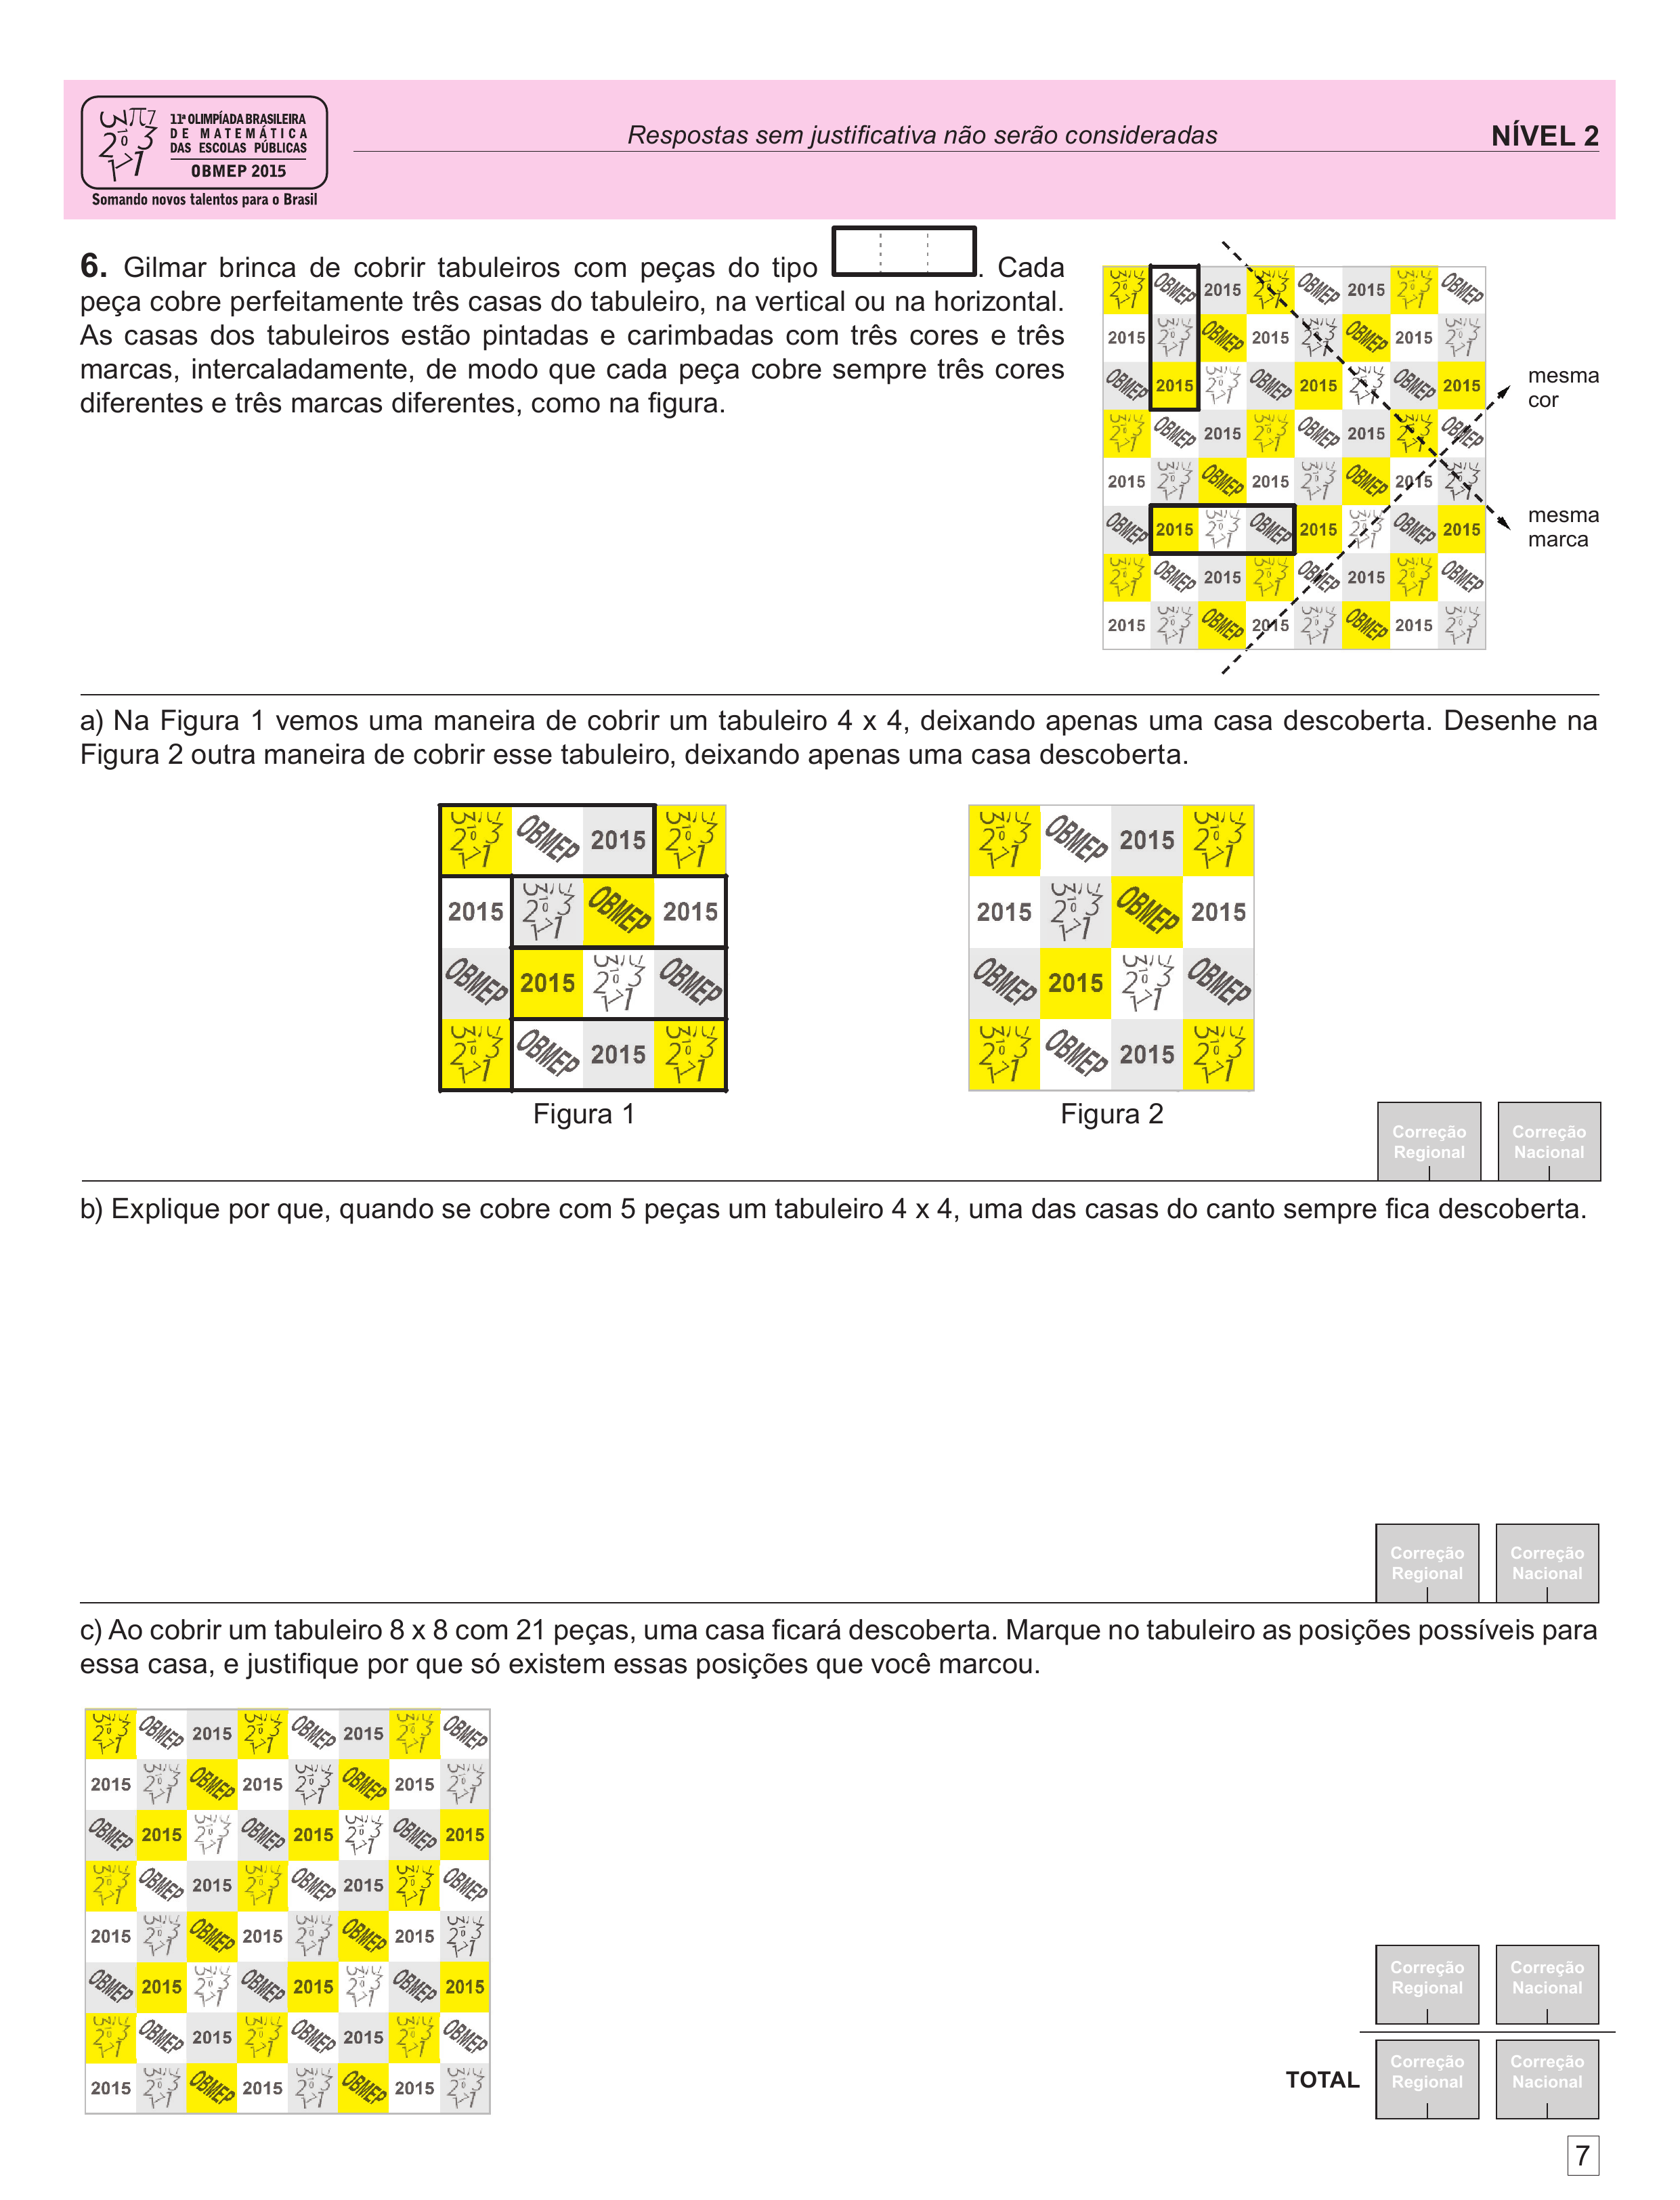 11ª OLIMPÍADA BRASILEIRA
DE MATEMÁTICA
DAS ESCOLAS PÚBLICAS
OBMEP 2015
Somando novos talentos para o Brasil
Respostas sem justificativa não serão consideradas
NÍVEL 2
6. Gilmar brinca de cobrir tabuleiros com peças do tipo . Cada
peça cobre perfeitamente três casas do tabuleiro, na vertical ou na horizontal.
As casas dos tabuleiros estão pintadas e carimbadas com três cores e três
marcas, intercaladamente, de modo que cada peça cobre sempre três cores
diferentes e três marcas diferentes, como na figura.
OBMEP 2015 OBMEP 2015 OBMEP
2015 OBMEP 2015 OBMEP 2015
OBMEP 2015 OBMEP 2015 OBMEP 2015
OBMEP 2015 OBMEP 2015 OBMEP
2015 OBMEP 2015 OBMEP 2015
OBMEP 2015 OBMEP 2015 OBMEP 2015
OBMEP 2015 OBMEP 2015 OBMEP
2015 OBMEP 2015 OBMEP 2015
mesma
cor
mesma
marca
a) Na Figura 1 vemos uma maneira de cobrir um tabuleiro 4 x 4, deixando apenas uma casa descoberta. Desenhe na
Figura 2 outra maneira de cobrir esse tabuleiro, deixando apenas uma casa descoberta.
OBMEP 2015
2015 OBMEP 2015
OBMEP 2015 OBMEP
OBMEP 2015
Figura 1
OBMEP 2015
2015 OBMEP 2015
OBMEP 2015 OBMEP
OBMEP 2015
Figura 2
Correção
Regional
Correção
Nacional
b) Explique por que, quando se cobre com 5 peças um tabuleiro 4 x 4, uma das casas do canto sempre fica descoberta.
Correção
Regional
Correção
Nacional
c) Ao cobrir um tabuleiro 8 x 8 com 21 peças, uma casa ficará descoberta. Marque no tabuleiro as posições possíveis para
essa casa, e justifique por que só existem essas posições que você marcou.
OBMEP 2015 OBMEP 2015 OBMEP
2015 OBMEP 2015 OBMEP 2015
OBMEP 2015 OBMEP 2015 OBMEP 2015
OBMEP 2015 OBMEP 2015 OBMEP
2015 OBMEP 2015 OBMEP 2015
OBMEP 2015 OBMEP 2015 OBMEP 2015
OBMEP 2015 OBMEP 2015 OBMEP
2015 OBMEP 2015 OBMEP 2015
Correção
Regional
Correção
Nacional
TOTAL
Correção
Regional
Correção
Nacional
7